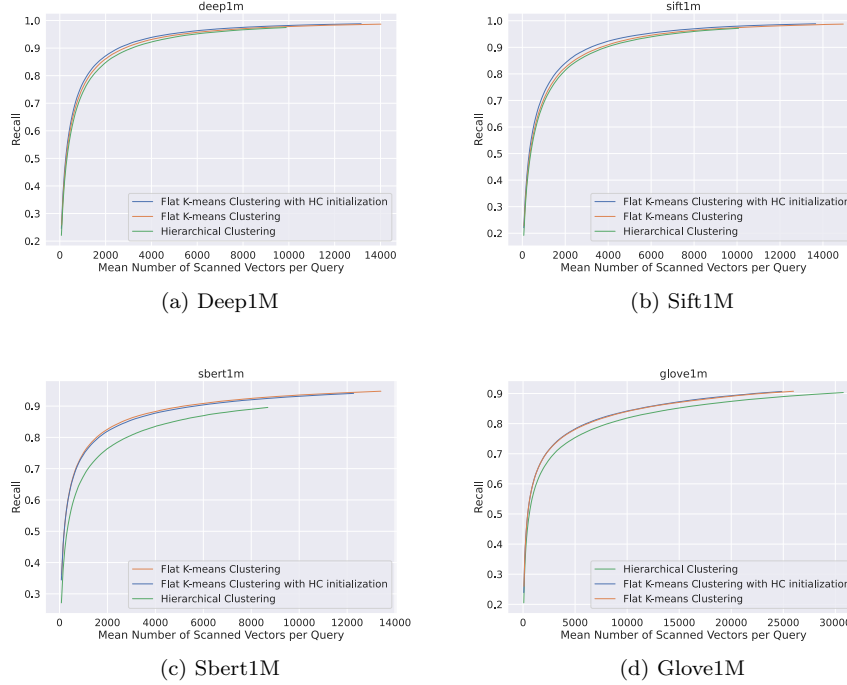 deep1m
1.0
0.9
0.8
0.7
0.6
0.5
0.4
0.3
0.2
Recall
Flat K-means Clustering with HC initialization
Flat K-means Clustering
Hierarchical Clustering
0 2000 4000 6000 8000 10000 12000 14000
Mean Number of Scanned Vectors per Query
(a) Deep1M
sift1m
1.0
0.9
0.8
0.7
0.6
0.5
0.4
0.3
0.2
Recall
Flat K-means Clustering with HC initialization
Flat K-means Clustering
Hierarchical Clustering
0 2000 4000 6000 8000 10000 12000 14000
Mean Number of Scanned Vectors per Query
(b) Sift1M
sbert1m
0.9
0.8
0.7
0.6
0.5
0.4
0.3
Recall
Flat K-means Clustering
Flat K-means Clustering with HC initialization
Hierarchical Clustering
0 2000 4000 6000 8000 10000 12000 14000
Mean Number of Scanned Vectors per Query
(c) Sbert1M
glove1m
0.9
0.8
0.7
0.6
0.5
0.4
0.3
0.2
Recall
Hierarchical Clustering
Flat K-means Clustering with HC initialization
Flat K-means Clustering
0 5000 10000 15000 20000 25000
Mean Number of Scanned Vectors per Query
(d) Glove1M